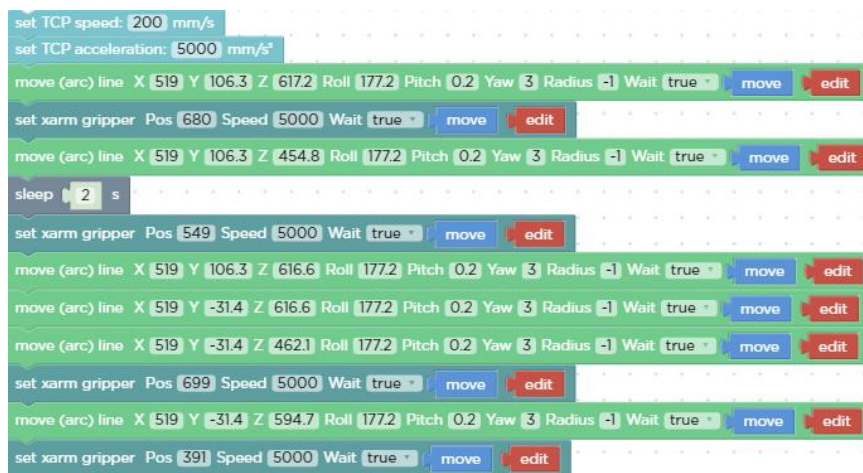 set TCP speed: 200 mm/s
set TCP acceleration: 5000 mm/s²
move (arc) line X 519 Y 106.3 Z 617.2 Roll 177.2 Pitch 0.2 Yaw 3 Radius -1 Wait true move edit
set xarm gripper Pos 680 Speed 5000 Wait true move edit
move (arc) line X 519 Y 106.3 Z 454.8 Roll 177.2 Pitch 0.2 Yaw 3 Radius -1 Wait true move edit
sleep 2 s
set xarm gripper Pos 549 Speed 5000 Wait true move edit
move (arc) line X 519 Y 106.3 Z 616.6 Roll 177.2 Pitch 0.2 Yaw 3 Radius -1 Wait true move edit
move (arc) line X 519 Y -31.4 Z 616.6 Roll 177.2 Pitch 0.2 Yaw 3 Radius -1 Wait true move edit
move (arc) line X 519 Y -31.4 Z 462.1 Roll 177.2 Pitch 0.2 Yaw 3 Radius -1 Wait true move edit
set xarm gripper Pos 699 Speed 5000 Wait true move edit
move (arc) line X 519 Y -31.4 Z 594.7 Roll 177.2 Pitch 0.2 Yaw 3 Radius -1 Wait true move edit
set xarm gripper Pos 391 Speed 5000 Wait true move edit